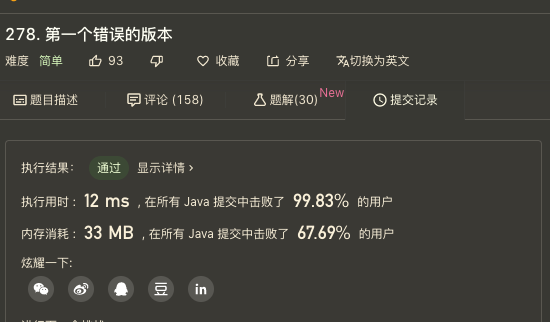 278. 第一个错误的版本
难度 简单 93 收藏 分享 切换为英文
题目描述 评论 (158) 题解(30) New 提交记录
执行结果: 通过 显示详情 ›
执行用时 : 12 ms , 在所有 Java 提交中击败了 99.83% 的用户
内存消耗 : 33 MB , 在所有 Java 提交中击败了 67.69% 的用户
炫耀一下:
豆 in